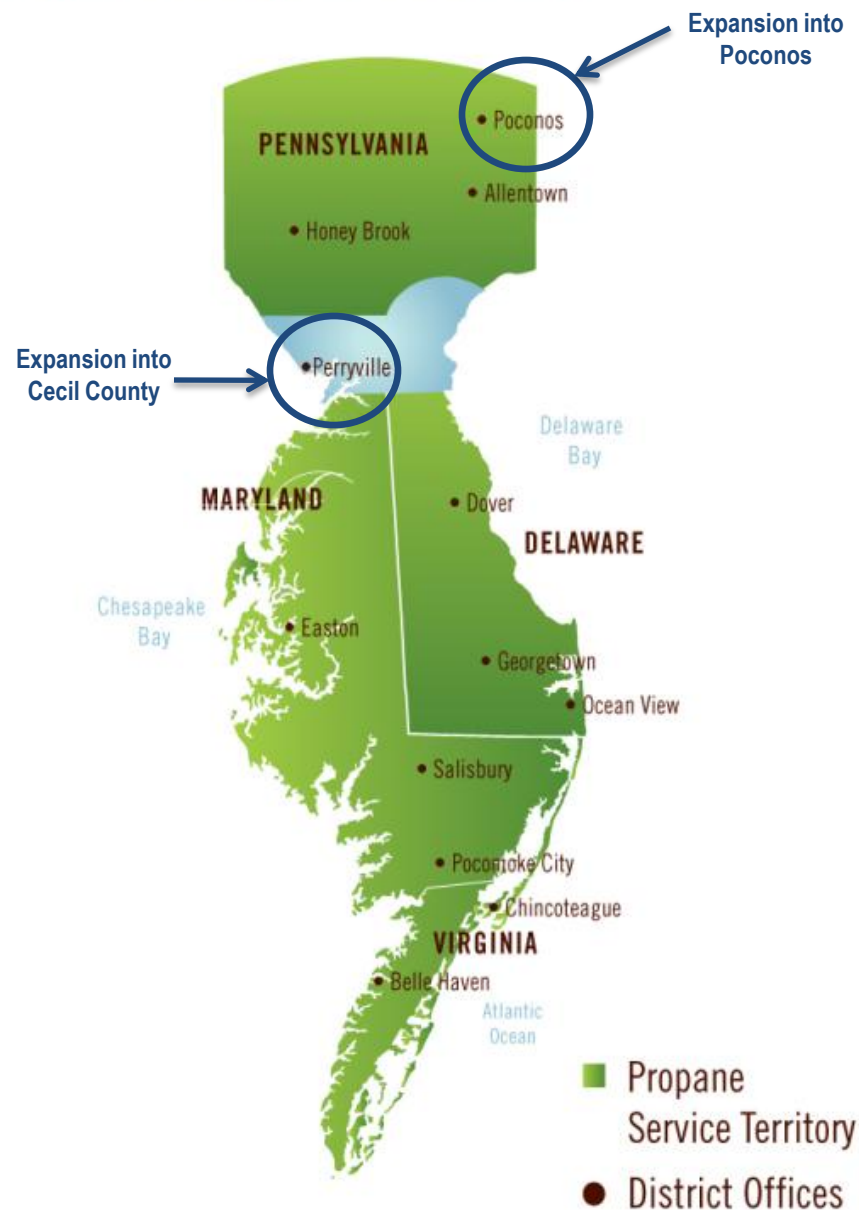 Expansion into
Poconos
Poconos
PENNSYLVANIA
Allentown
Honey Brook
Expansion into
Cecil County
Perryville
Delaware
Bay
MARYLAND
Dover
DELAWARE
Chesapeake
Bay
Easton
Georgetown
Ocean View
Salisbury
Pocomoke City
Chincoteague
VIRGINIA
Belle Haven
Atlantic
Ocean
Propane
Service Territory
District Offices